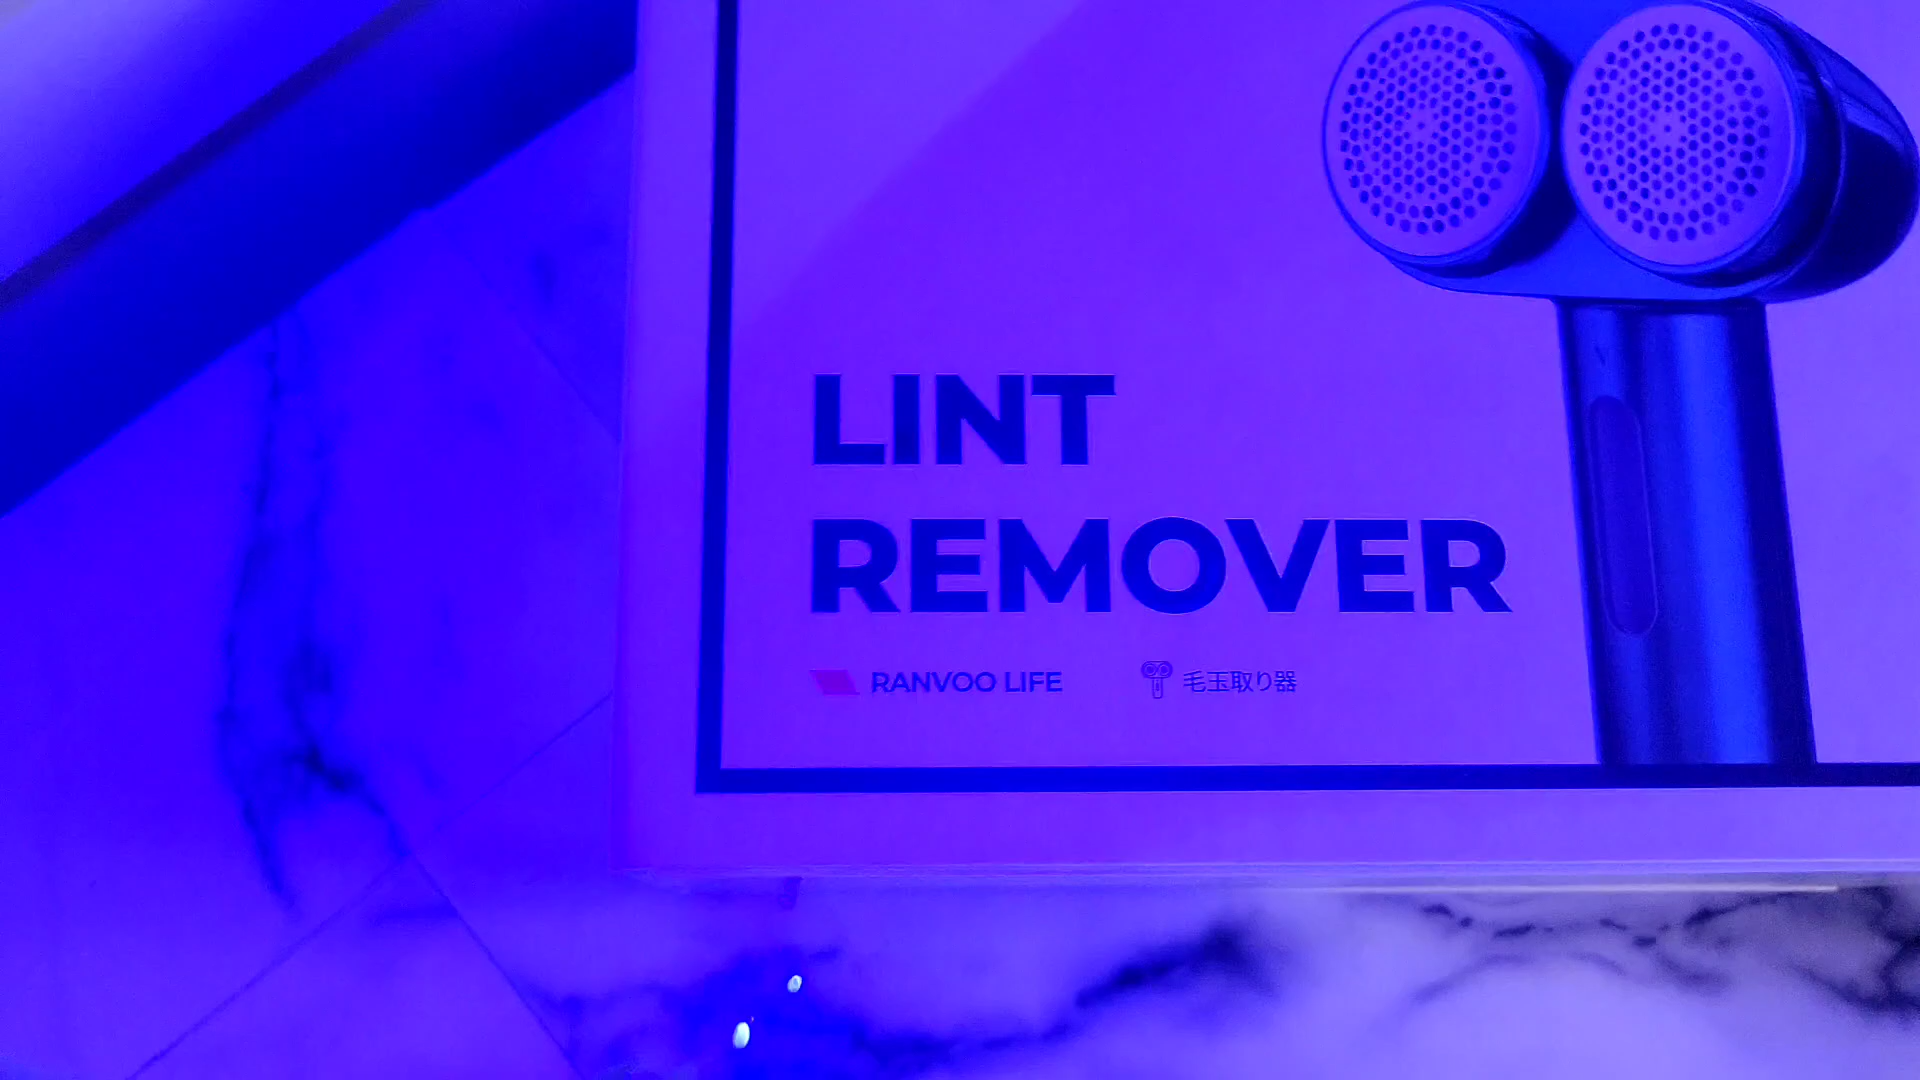 LINT
REMOVER
RANVOO LIFE 毛玉取り器